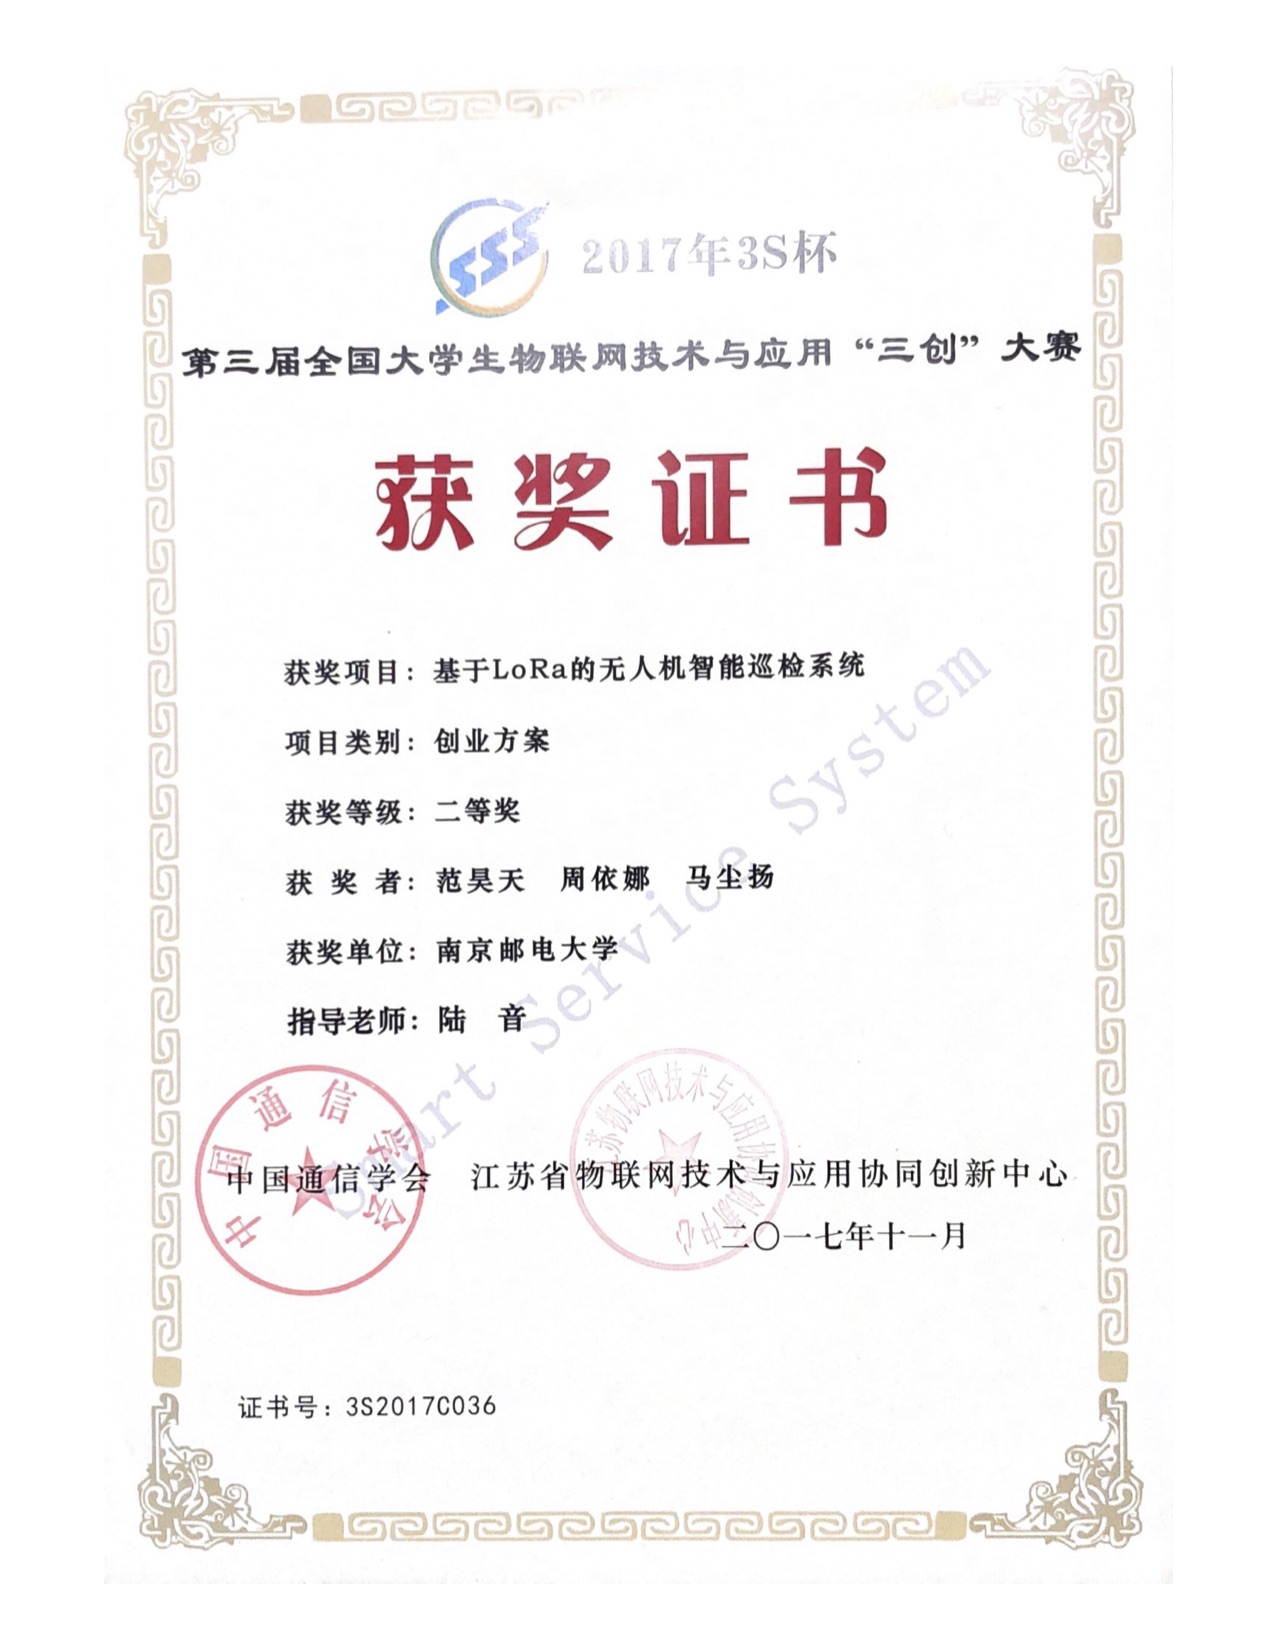 SSS
2017年3S杯
第三届全国大学生物联网技术与应用“三创”大赛
获奖证书
获奖项目：基于LoRa的无人机智能巡检系统
项目类别：创业方案
获奖等级：二等奖
获奖者：范昊天 周依娜 马尘扬
获奖单位：南京邮电大学
指导老师：陆 音
Smart Service System
中国通信学会
江苏物联网技术与应用协同创新中心
中国通信学会 江苏省物联网技术与应用协同创新中心
二〇一七年十一月
证书号：3S2017C036